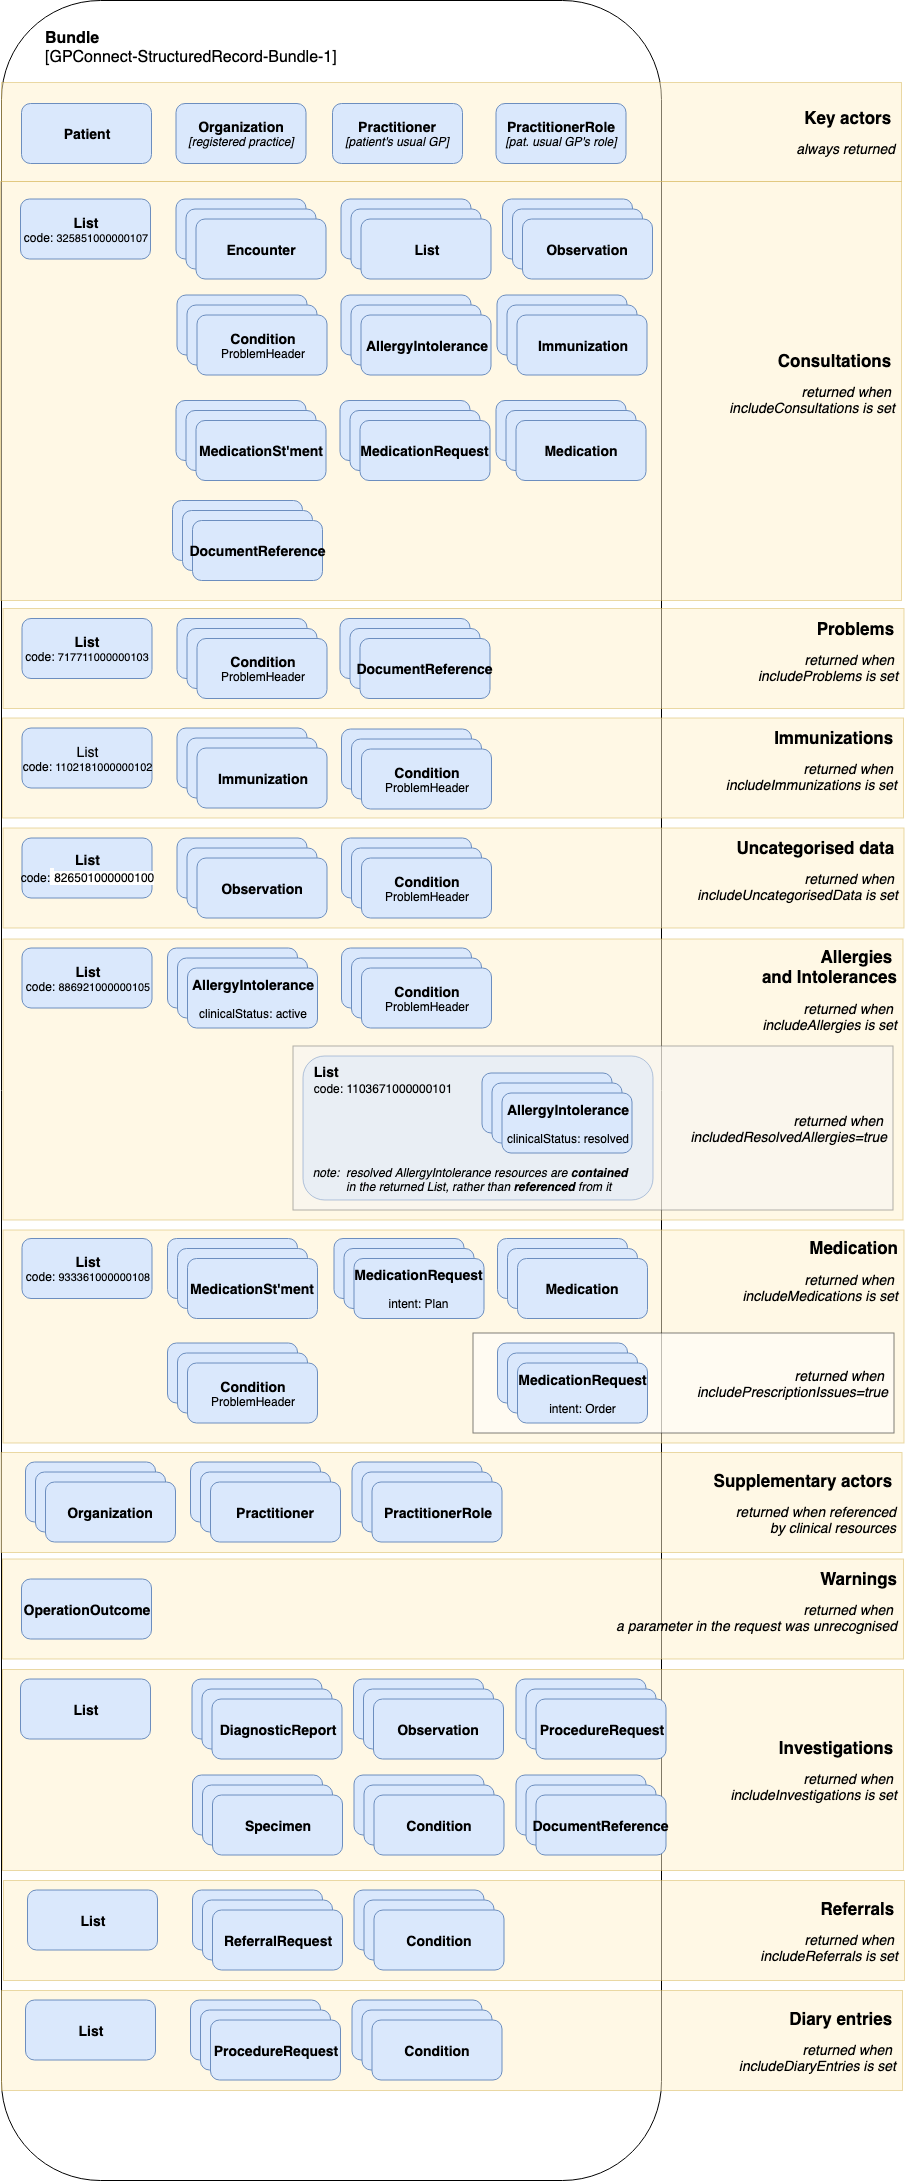 Bundle
[GPConnect-StructuredRecord-Bundle-1]
Patient
Organization
[registered practice]
Practitioner
[patient's usual GP]
PractitionerRole
[pat. usual GP's role]
Key actors
always returned
List
code: 325851000000107
Encounter
List
Observation
Condition
ProblemHeader
AllergyIntolerance
Immunization
MedicationSt'ment
MedicationRequest
Medication
DocumentReference
Consultations
returned when
includeConsultations is set
List
code: 717711000000103
Condition
ProblemHeader
DocumentReference
Problems
returned when
includeProblems is set
List
code: 1102181000000102
Immunization
Condition
ProblemHeader
Immunizations
returned when
includeImmunizations is set
List
code: 826501000000100
Observation
Condition
ProblemHeader
Uncategorised data
returned when
includeUncategorisedData is set
List
code: 886921000000105
AllergyIntolerance
clinicalStatus: active
Condition
ProblemHeader
Allergies
and Intolerances
returned when
includeAllergies is set
List
code: 1103671000000101
AllergyIntolerance
clinicalStatus: resolved
note: resolved AllergyIntolerance resources are contained
in the returned List, rather than referenced from it
returned when
includedResolvedAllergies=true
List
code: 933361000000108
MedicationSt'ment
MedicationRequest
intent: Plan
Medication
Medication
returned when
includeMedications is set
Condition
ProblemHeader
MedicationRequest
intent: Order
returned when
includePrescriptionIssues=true
Organization
Practitioner
PractitionerRole
Supplementary actors
returned when referenced
by clinical resources
OperationOutcome
Warnings
returned when
a parameter in the request was unrecognised
List
DiagnosticReport
Observation
ProcedureRequest
Specimen
Condition
DocumentReference
Investigations
returned when
includeInvestigations is set
List
ReferralRequest
Condition
Referrals
returned when
includeReferrals is set
List
ProcedureRequest
Condition
Diary entries
returned when
includeDiaryEntries is set